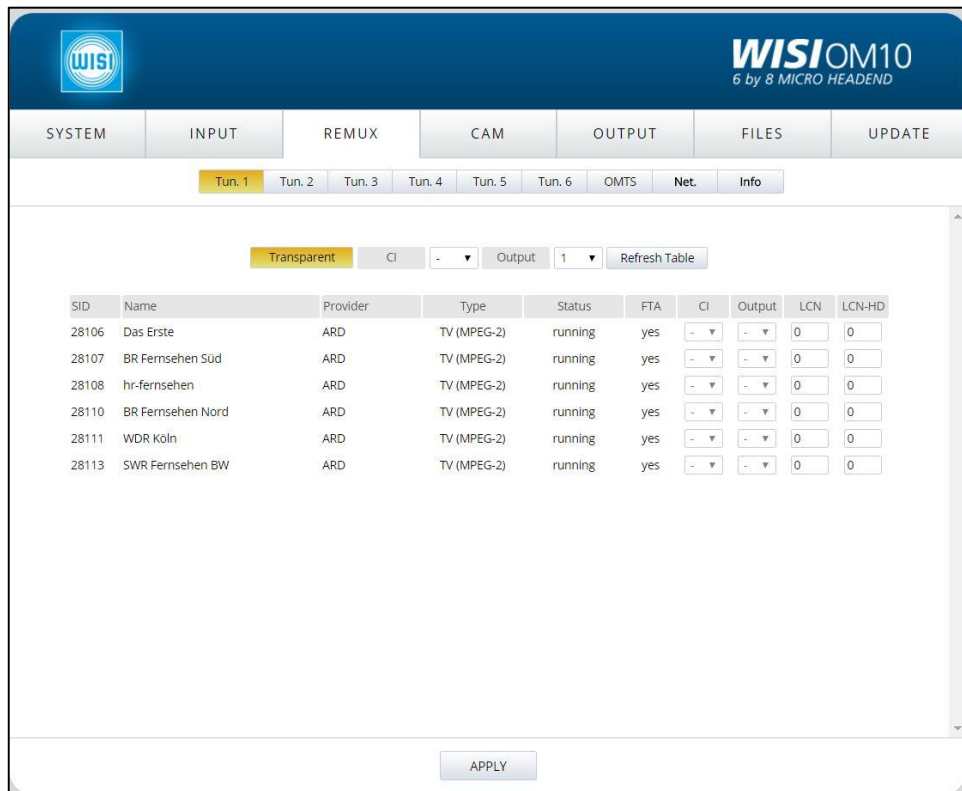 WISI
WISI OM10
6 by 8 MICRO HEADEND
SYSTEM INPUT REMUX CAM OUTPUT FILES UPDATE
Tun. 1 Tun. 2 Tun. 3 Tun. 4 Tun. 5 Tun. 6 OMTS Net. Info
Transparent CI - Output 1 Refresh Table
SID Name Provider Type Status FTA CI Output LCN LCN-HD
28106 Das Erste ARD TV (MPEG-2) running yes - - 0 0
28107 BR Fernsehen Süd ARD TV (MPEG-2) running yes - - 0 0
28108 hr-fernsehen ARD TV (MPEG-2) running yes - - 0 0
28110 BR Fernsehen Nord ARD TV (MPEG-2) running yes - - 0 0
28111 WDR Köln ARD TV (MPEG-2) running yes - - 0 0
28113 SWR Fernsehen BW ARD TV (MPEG-2) running yes - - 0 0
APPLY